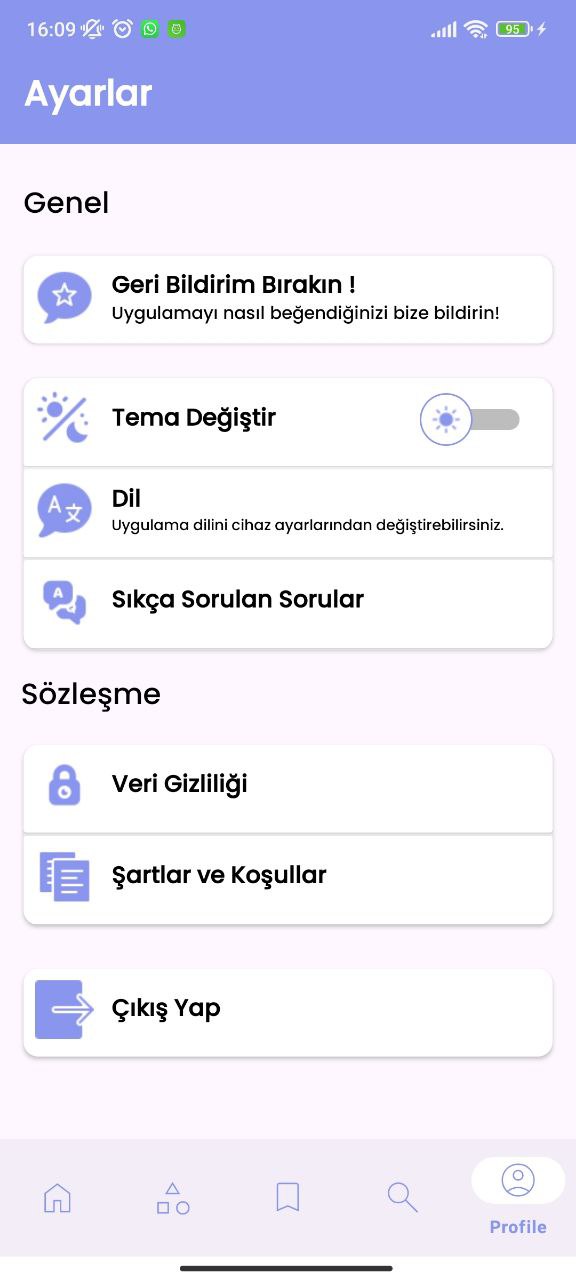 16:09
95
Ayarlar
Genel
Geri Bildirim Bırakın !
Uygulamayı nasıl beğendiğinizi bize bildirin!
Tema Değiştir
A 文
Dil
Uygulama dilini cihaz ayarlarından değiştirebilirsiniz.
A
Sıkça Sorulan Sorular
Sözleşme
Veri Gizliliği
Şartlar ve Koşullar
Çıkış Yap
Profile